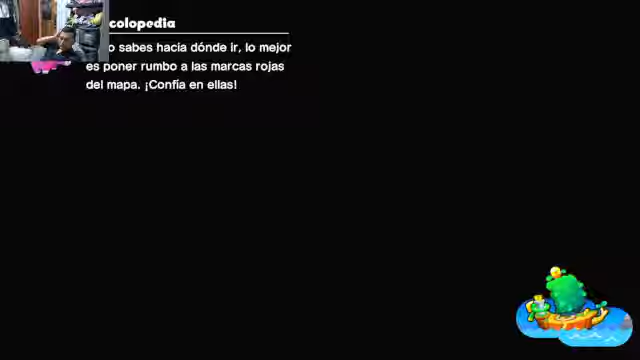 colopedia
o sabes hacia dónde ir, lo mejor
es poner rumbo a las marcas rojas
del mapa. ¡Confía en ellas!